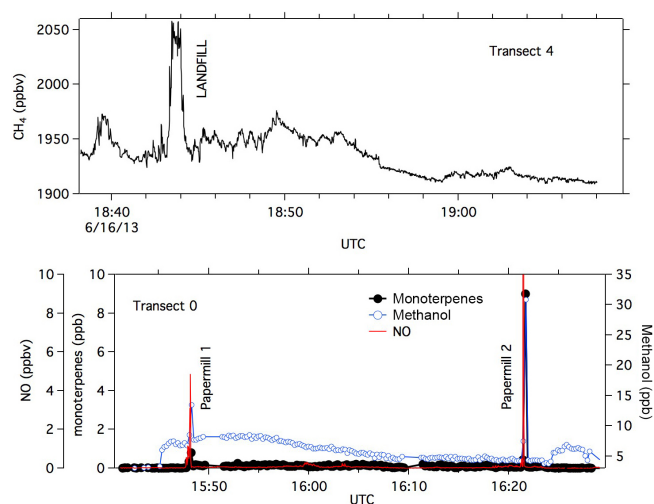 2050
2000
1950
1900
CH4 (ppbv)
LANDFILL
Transect 4
18:40
18:50
19:00
6/16/13
UTC
10
8
6
4
2
0
NO (ppbv)
10
8
6
4
2
0
monoterpenes (ppb)
Transect 0
Monoterpenes
Methanol
NO
Papermill 1
Papermill 2
35
30
25
20
15
10
5
Methanol (ppb)
15:50
16:00
16:10
16:20
UTC